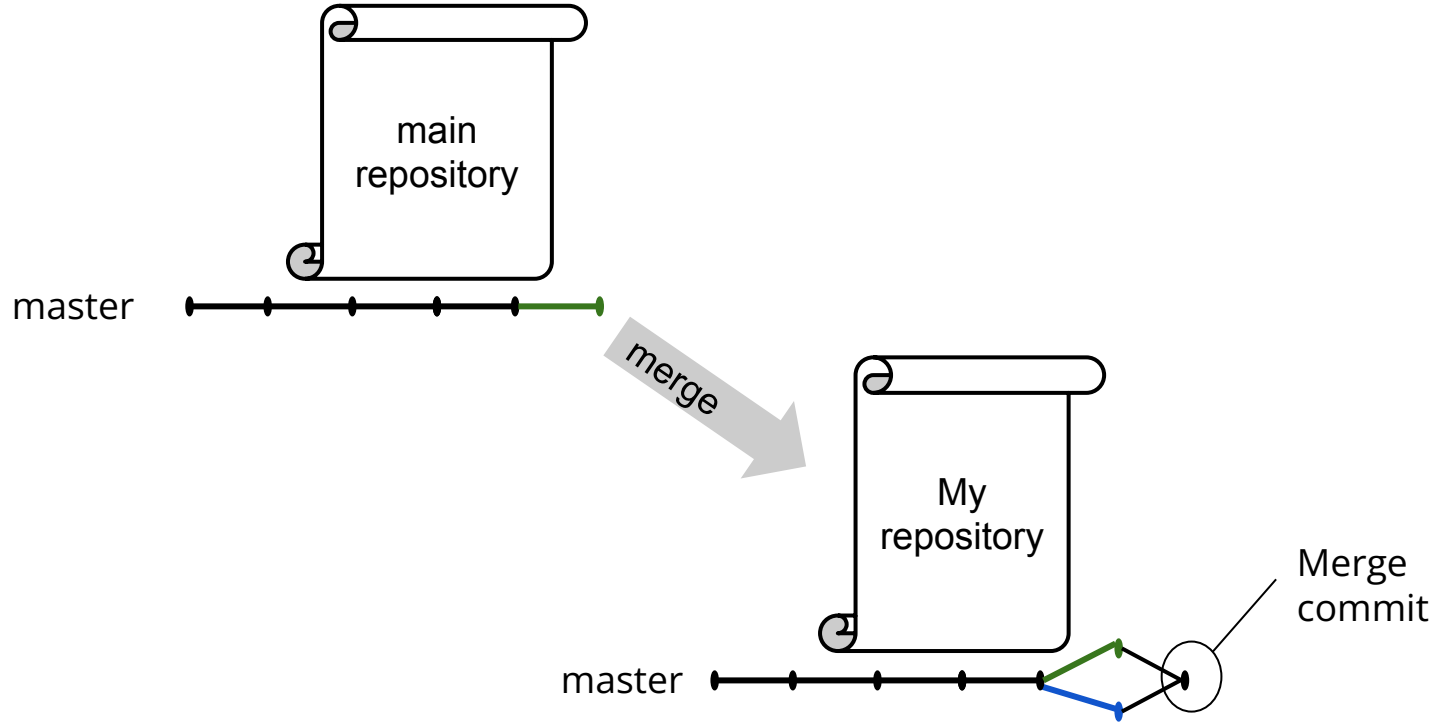 main
repository
master
merge
My
repository
Merge
commit
master